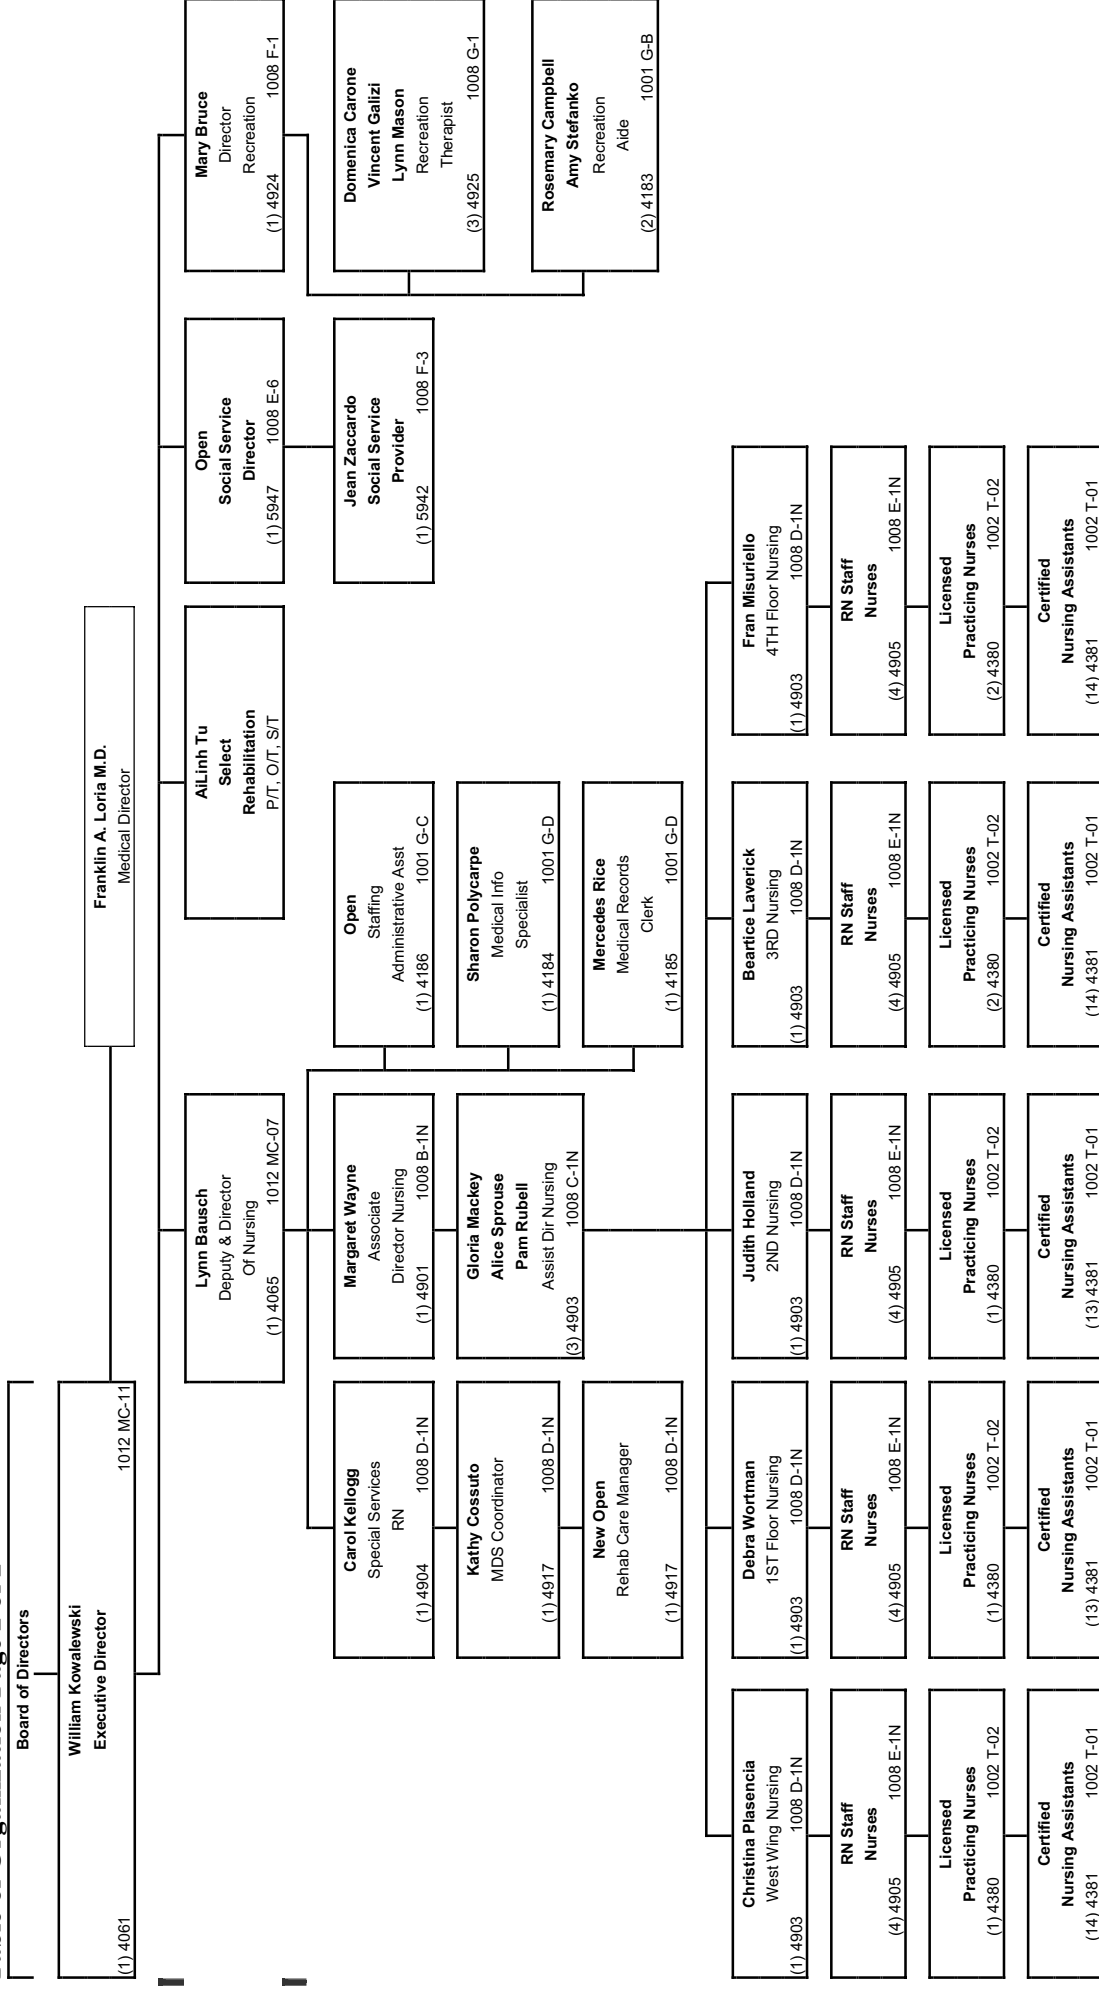 Board of Directors
William Kowalewski
Executive Director
(1) 4061 1012 MC-11
Franklin A. Loria M.D.
Medical Director
Lynn Bausch
Deputy & Director
Of Nursing
(1) 4065 1012 MC-07
AiLinh Tu
Select
Rehabilitation
P/T, O/T, S/T
Open
Social Service
Director
(1) 5947 1008 E-6
Mary Bruce
Director
Recreation
(1) 4924 1008 F-1
Carol Kellogg
Special Services
RN
(1) 4904 1008 D-1N
Margaret Wayne
Associate
Director Nursing
(1) 4901 1008 B-1N
Open
Staffing
Administrative Asst
(1) 4186 1001 G-C
Jean Zaccardo
Social Service
Provider
(1) 5942 1008 F-3
Domenica Carone
Vincent Galizi
Lynn Mason
Recreation
Therapist
(3) 4925 1008 G-1
Kathy Cossuto
MDS Coordinator
(1) 4917 1008 D-1N
Gloria Mackey
Alice Sprouse
Pam Rubell
Assist Dir Nursing
(3) 4903 1008 C-1N
Sharon Polycarpe
Medical Info
Specialist
(1) 4184 1001 G-D
Rosemary Campbell
Amy Stefanko
Recreation
Aide
(2) 4183 1001 G-B
New Open
Rehab Care Manager
(1) 4917 1008 D-1N
Mercedes Rice
Medical Records
Clerk
(1) 4185 1001 G-D
Christina Plasencia
West Wing Nursing
(1) 4903 1008 D-1N
Debra Wortman
1ST Floor Nursing
(1) 4903 1008 D-1N
Judith Holland
2ND Nursing
(1) 4903 1008 D-1N
Beartice Laverick
3RD Nursing
(1) 4903 1008 D-1N
Fran Misuriello
4TH Floor Nursing
(1) 4903 1008 D-1N
RN Staff
Nurses
(4) 4905 1008 E-1N
RN Staff
Nurses
(4) 4905 1008 E-1N
RN Staff
Nurses
(4) 4905 1008 E-1N
RN Staff
Nurses
(4) 4905 1008 E-1N
RN Staff
Nurses
(4) 4905 1008 E-1N
Licensed
Practicing Nurses
(1) 4380 1002 T-02
Licensed
Practicing Nurses
(1) 4380 1002 T-02
Licensed
Practicing Nurses
(1) 4380 1002 T-02
Licensed
Practicing Nurses
(2) 4380 1002 T-02
Licensed
Practicing Nurses
(2) 4380 1002 T-02
Certified
Nursing Assistants
(14) 4381 1002 T-01
Certified
Nursing Assistants
(13) 4381 1002 T-01
Certified
Nursing Assistants
(13) 4381 1002 T-01
Certified
Nursing Assistants
(14) 4381 1002 T-01
Certified
Nursing Assistants
(14) 4381 1002 T-01